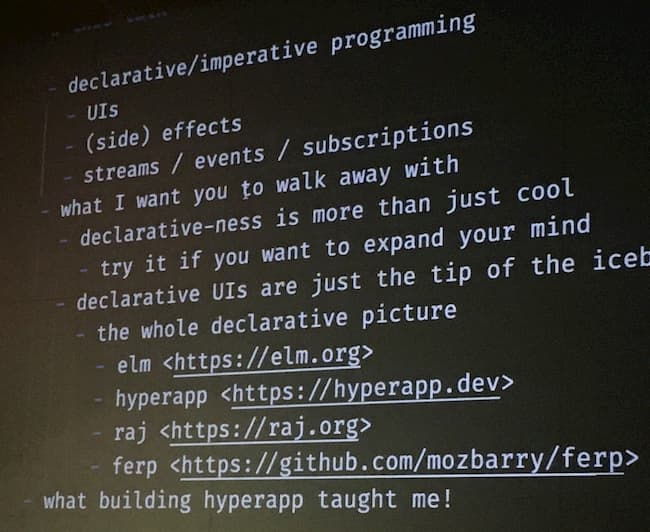 - declarative/imperative programming
- UIs
- (side) effects
- streams / events / subscriptions
- what I want you to walk away with
- declarative-ness is more than just cool
- try it if you want to expand your mind
- declarative UIs are just the tip of the iceb
- the whole declarative picture
- elm <https://elm.org>
- hyperapp <https://hyperapp.dev>
- raj <https://raj.org>
- ferp <https://github.com/mozbarry/ferp>
- what building hyperapp taught me!